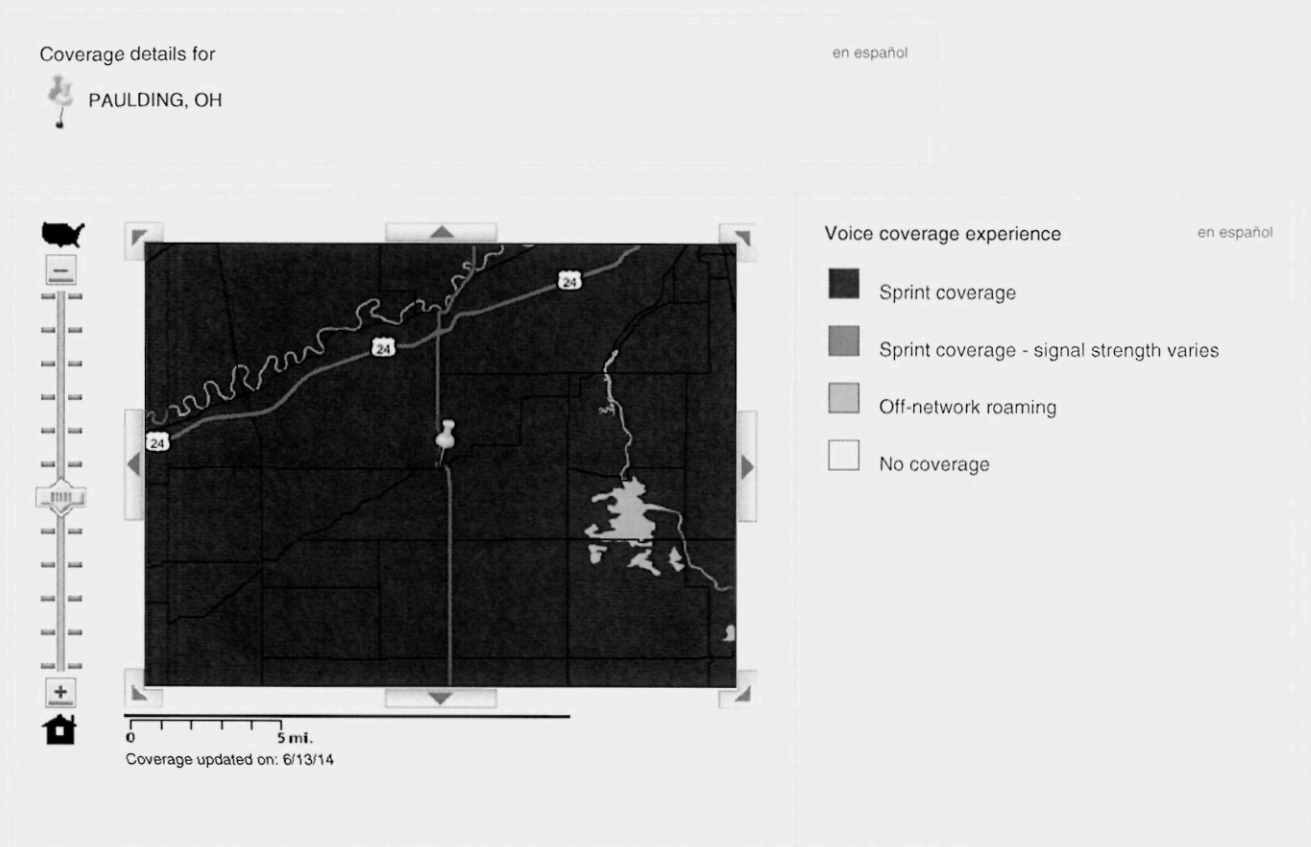 Coverage details for
en español
PAULDING, OH
Voice coverage experience
en español
Sprint coverage
Sprint coverage - signal strength varies
Off-network roaming
No coverage
24
24
24
0 5 mi.
Coverage updated on: 6/13/14